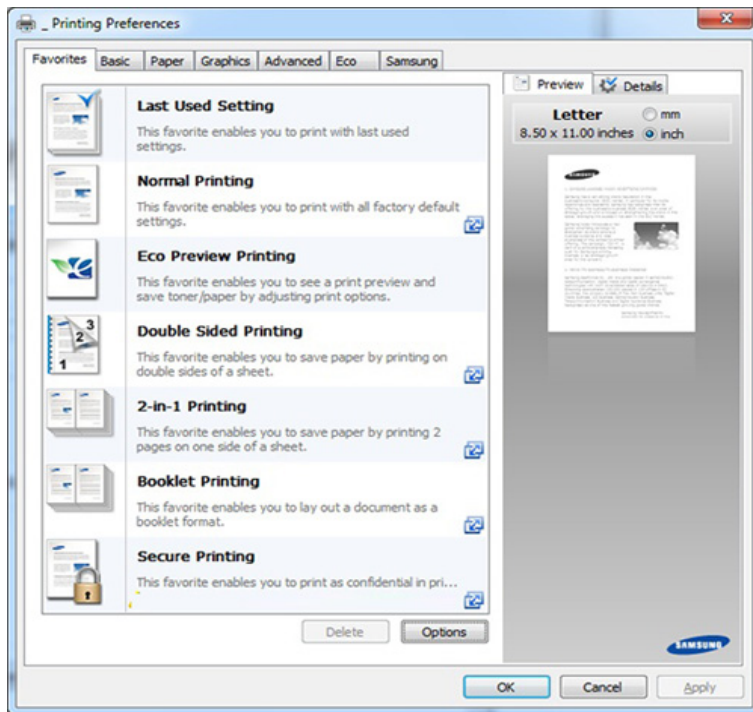 _ Printing Preferences
Favorites Basic Paper Graphics Advanced Eco Samsung
Last Used Setting
This favorite enables you to print with last used
settings.
Normal Printing
This favorite enables you to print with all factory default
settings.
Eco Preview Printing
This favorite enables you to see a print preview and
save toner/paper by adjusting print options.
3
2
1
Double Sided Printing
This favorite enables you to save paper by printing on
double sides of a sheet.
2-in-1 Printing
This favorite enables you to save paper by printing 2
pages on one side of a sheet.
Booklet Printing
This favorite enables you to lay out a document as a
booklet format.
Secure Printing
This favorite enables you to print as confidential in pri...
Delete Options
Preview Details
Letter mm
8.50 x 11.00 inches inch
SAMSUNG
SAMSUNG
OK Cancel Apply